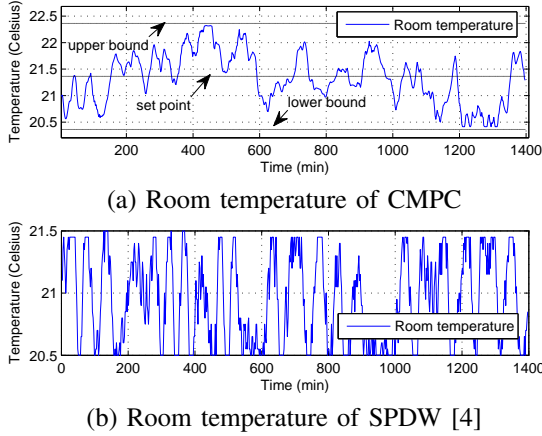 22.5
22
21.5
21
20.5
Temperature (Celsius)
upper bound
set point
lower bound
Room temperature
200 400 600 800 1000 1200 1400
Time (min)
(a) Room temperature of CMPC
21.5
21
20.5
Temperature (Celsius)
Room temperature
0 200 400 600 800 1000 1200 1400
Time (min)
(b) Room temperature of SPDW [4]